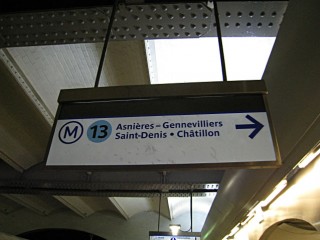 M 13 Asnières – Gennevilliers
Saint-Denis • Châtillon